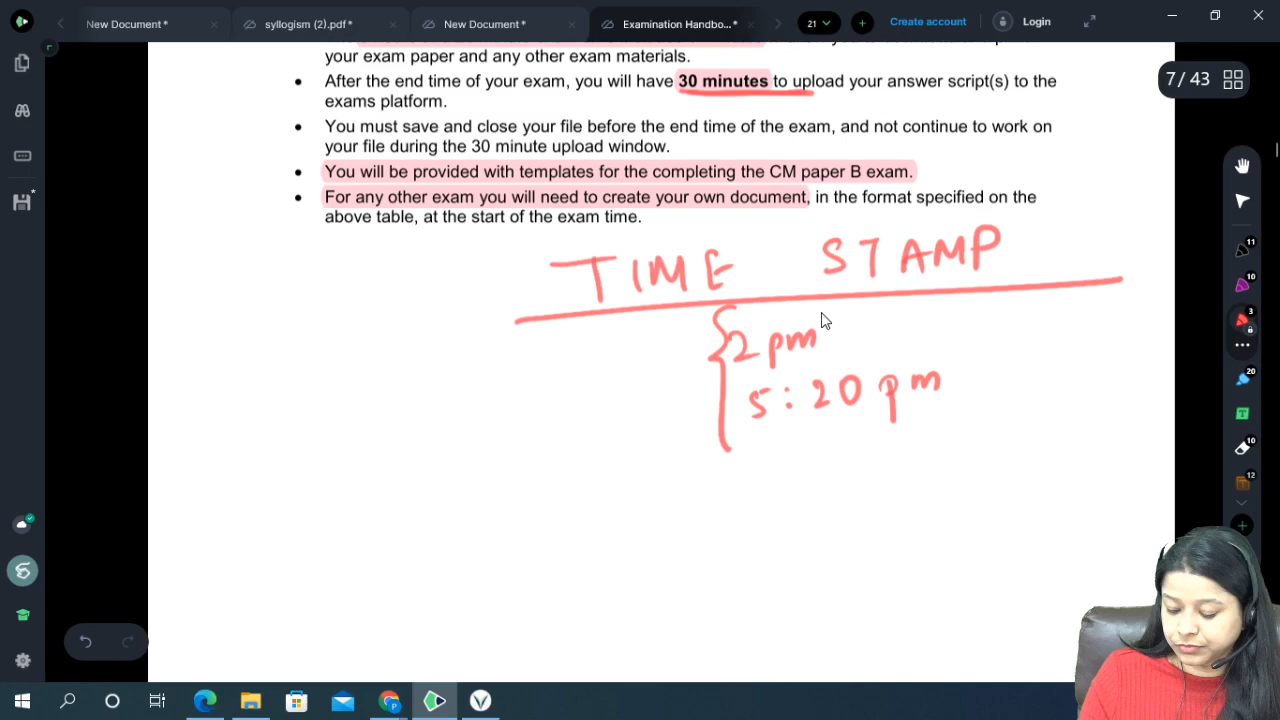 New Document *
syllogism (2).pdf*
New Document*
Examination Handbo...*
21
Create account
Login
7 / 43
your exam paper and any other exam materials.
• After the end time of your exam, you will have 30 minutes to upload your answer script(s) to the
exams platform.
• You must save and close your file before the end time of the exam, and not continue to work on
your file during the 30 minute upload window.
• You will be provided with templates for the completing the CM paper B exam.
• For any other exam you will need to create your own document, in the format specified on the
above table, at the start of the exam time.
TIME STAMP
2 pm
5:20 pm
11
10
3
20
T
10
12